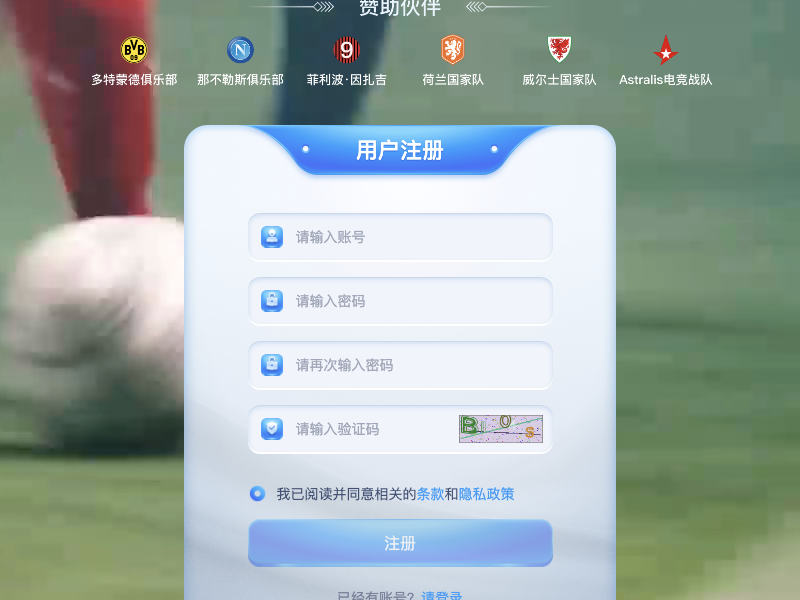 赞助伙伴
多特蒙德俱乐部 那不勒斯俱乐部 菲利波·因扎吉 荷兰国家队 威尔士国家队 Astralis电竞战队
用户注册
请输入账号
请输入密码
请再次输入密码
请输入验证码
我已阅读并同意相关的条款和隐私政策
注册
已经有账号? 请登录